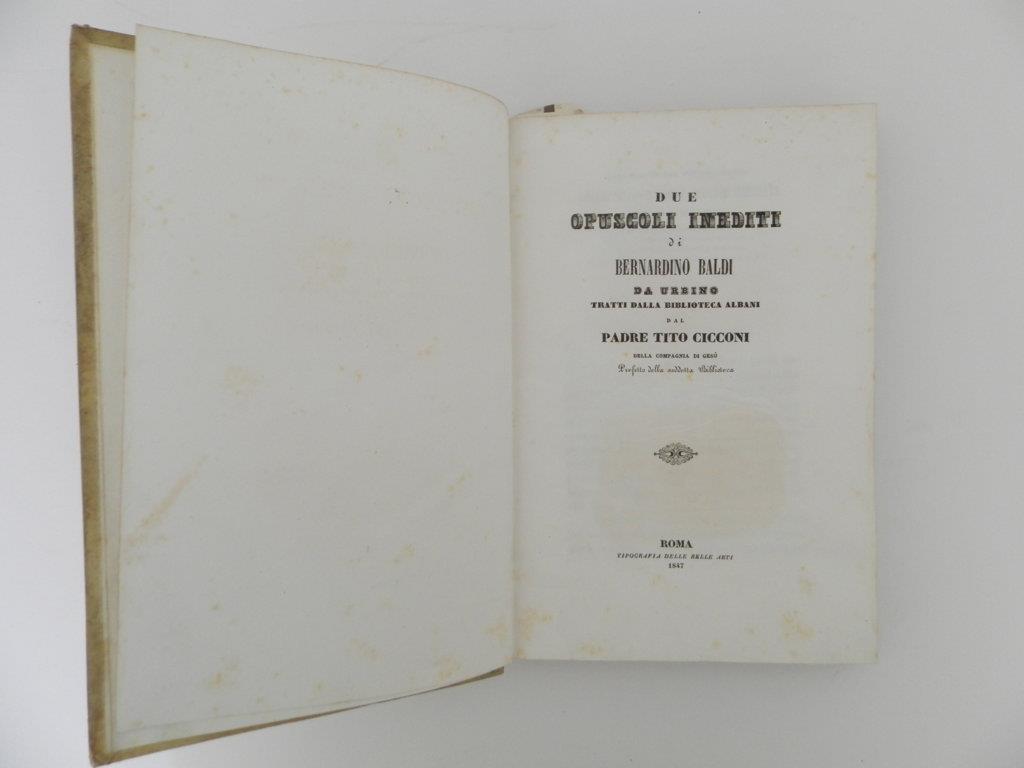 DUE
OPUSCOLI INEDITI
di
BERNARDINO BALDI
DA URBINO
TRATTI DALLA BIBLIOTECA ALBANI
DAL
PADRE TITO CICCONI
DELLA COMPAGNIA DI GESÙ
Prefetto della suddetta Biblioteca
ROMA
TIPOGRAFIA DELLE BELLE ARTI
1847